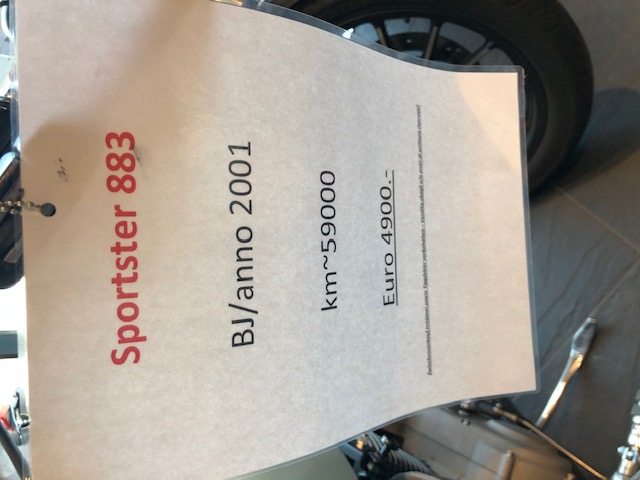 Sportster 883
BJ/anno 2001
km~59000
Euro 4900.-